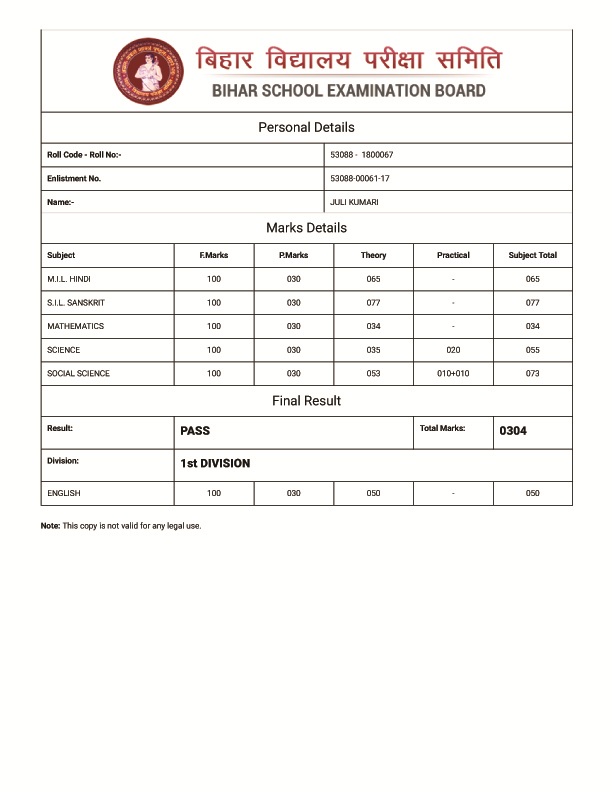 बिहार विद्यालय परीक्षा समिति
BIHAR SCHOOL EXAMINATION BOARD
Personal Details
Roll Code - Roll No:- 53088 - 1800067
Enlistment No. 53088-00061-17
Name:- JULI KUMARI
Marks Details
Subject F.Marks P.Marks Theory Practical Subject Total
M.I.L. HINDI 100 030 065 - 065
S.I.L. SANSKRIT 100 030 077 - 077
MATHEMATICS 100 030 034 - 034
SCIENCE 100 030 035 020 055
SOCIAL SCIENCE 100 030 053 010+010 073
Final Result
Result: PASS Total Marks: 0304
Division: 1st DIVISION
ENGLISH 100 030 050 - 050
Note: This copy is not valid for any legal use.